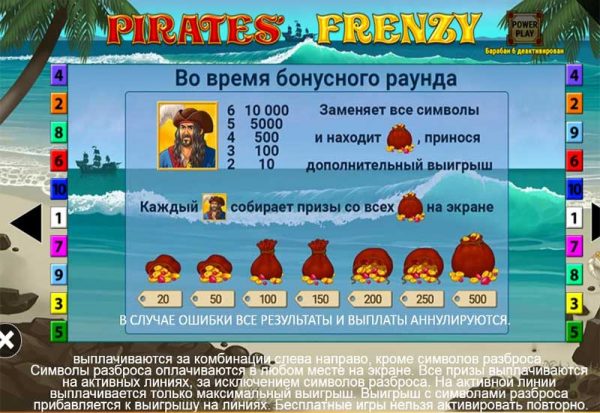 PIRATES' FRENZY
POWER PLAY
Барабан 6 деактивирован
Во время бонусного раунда
6 10 000
5 5000
4 500
3 100
2 10
Заменяет все символы
и находит , принося
дополнительный выигрыш
Каждый собирает призы со всех на экране
20 50 100 150 200 250 500
В СЛУЧАЕ ОШИБКИ ВСЕ РЕЗУЛЬТАТЫ И ВЫПЛАТЫ АННУЛИРУЮТСЯ.
выплачиваются за комбинации слева направо, кроме символов разброса.
Символы разброса оплачиваются в любом месте на экране. Все призы выплачиваются
на активных линиях, за исключением символов разброса. На активной линии
выплачивается только максимальный выигрыш. Выигрыш с символами разброса
прибавляется к выигрышу на линиях. Бесплатные игры нельзя активировать повторно.
4 4
2 2
8 8
6 6
10 10
1 1
7 7
9 9
3 3
5 5
X